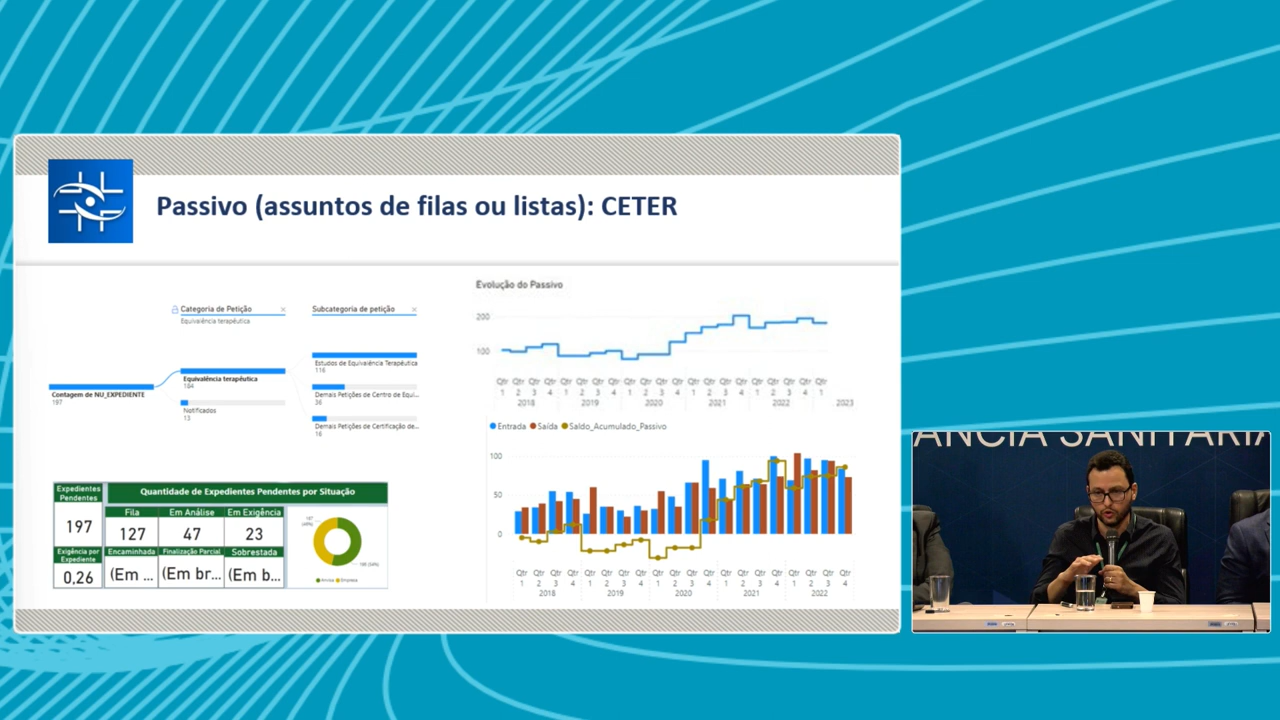 Passivo (assuntos de filas ou listas): CETER
Categoria de Petição
Equivalência terapêutica
Subcategoria de petição
Contagem de NU_EXPEDIENTE
197
Equivalência terapêutica
184
Notificados
13
Estudos de Equivalência Terapêutica
116
Demais Petições de Centro de Equi...
36
Demais Petições de Certificação de...
16
Expedientes Pendentes
197
Exigência por Expediente
0,26
Quantidade de Expedientes Pendentes por Situação
Fila Em Análise Em Exigência
127 47 23
Encaminhada Finalização Parcial Sobrestada
(Em ... (Em br... (Em b...
Anvisa Empresa
Evolução do Passivo
200
100
Qtr 1 Qtr 2 Qtr 3 Qtr 4 Qtr 1 Qtr 2 Qtr 3 Qtr 4 Qtr 1 Qtr 2 Qtr 3 Qtr 4 Qtr 1 Qtr 2 Qtr 3 Qtr 4 Qtr 1 Qtr 2 Qtr 3 Qtr 4 Qtr 1
2018 2019 2020 2021 2022 2023
Entrada Saída Saldo_Acumulado_Passivo
100
50
0
Qtr 1 Qtr 2 Qtr 3 Qtr 4 Qtr 1 Qtr 2 Qtr 3 Qtr 4 Qtr 1 Qtr 2 Qtr 3 Qtr 4 Qtr 1 Qtr 2 Qtr 3 Qtr 4 Qtr 1 Qtr 2 Qtr 3 Qtr 4
2018 2019 2020 2021 2022
ÂNCIA SANITÁRIA